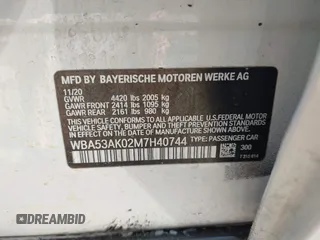 MFD BY BAYERISCHE MOTOREN WERKE AG
11/20
GVWR 4420 lbs 2005 kg
GAWR FRONT 2414 lbs 1095 kg
GAWR REAR 2161 lbs 980 kg
THIS VEHICLE CONFORMS TO ALL APPLICABLE U.S. FEDERAL MOTOR
VEHICLE SAFETY, BUMPER, AND THEFT PREVENTION STANDARDS
IN EFFECT ON THE DATE OF MANUFACTURE SHOWN ABOVE.
WBA53AK02M7H40744 TYPE: PASSENGER CAR
300
DREAMBID